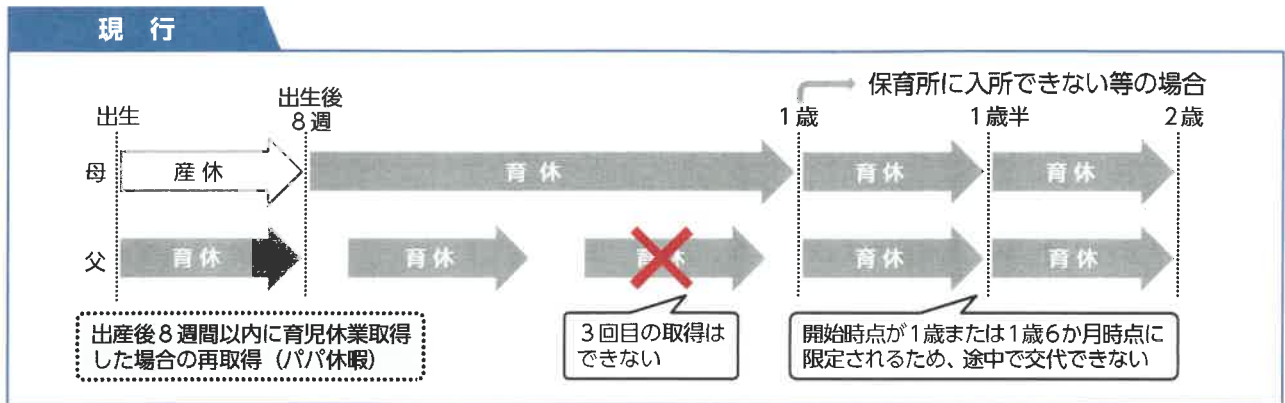 現 行
保育所に入所できない等の場合
出生
出生後
8週
1歳
1歳半
2歳
母
産休
育休
育休
育休
父
育休
育休
育休
育休
育休
出産後8週間以内に育児休業取得
した場合の再取得(パパ休暇)
3回目の取得は
できない
開始時点が1歳または1歳6か月時点に
限定されるため、途中で交代できない